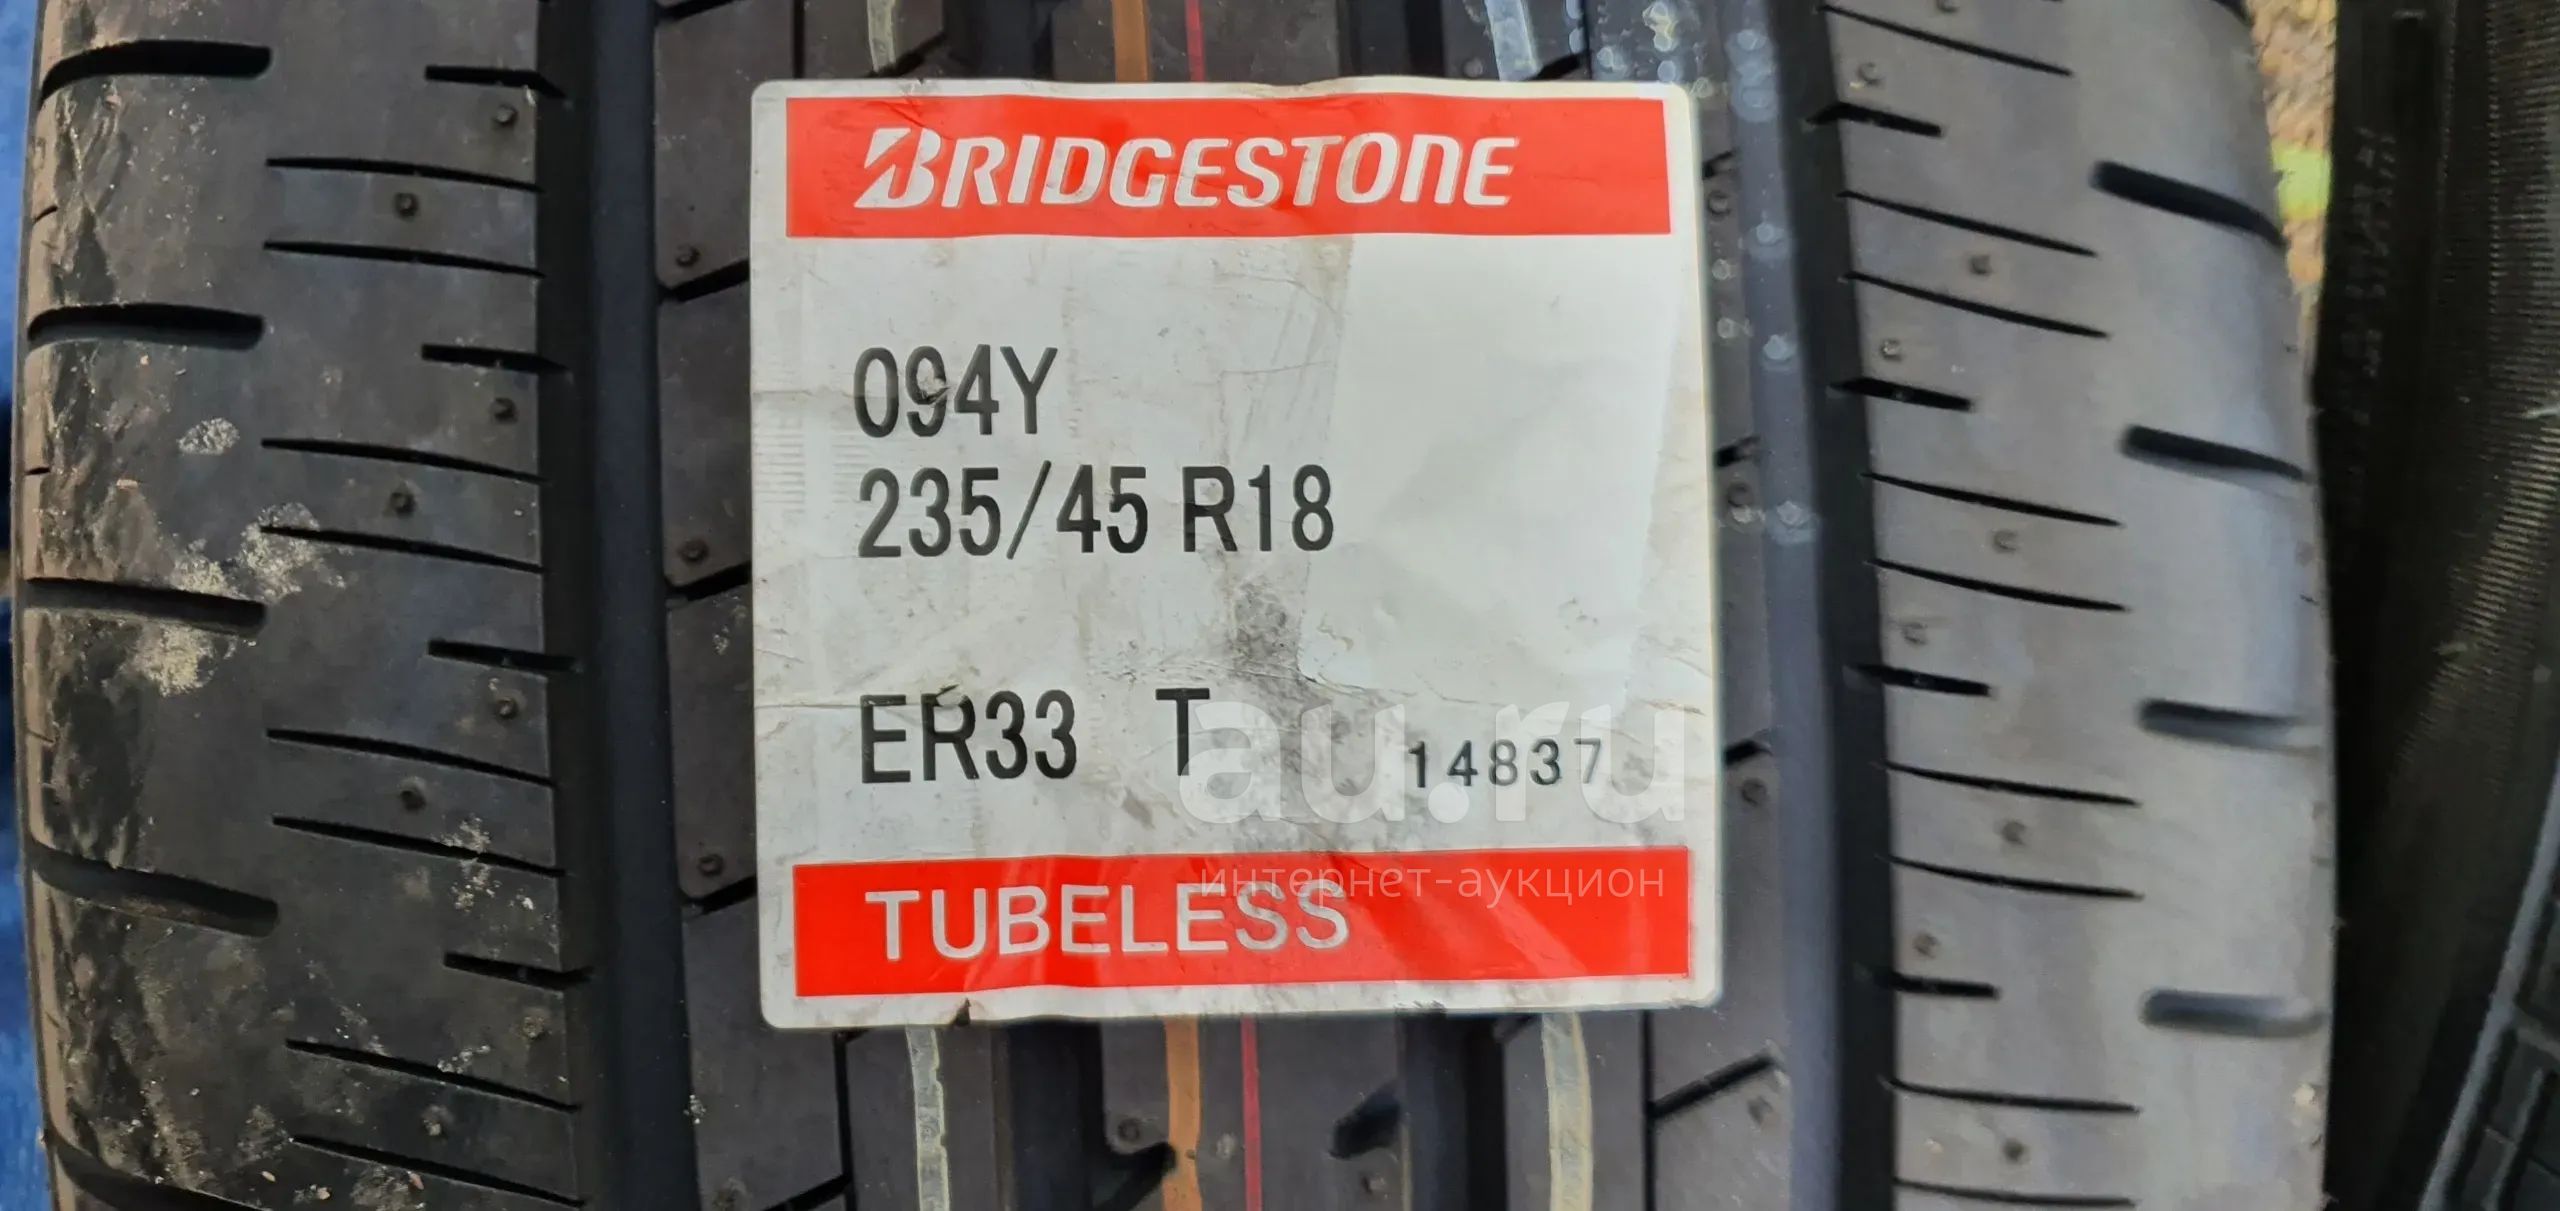 BRIDGESTONE
094Y
235/45 R18
ER33 T 14837
au.ru
интернет-аукцион
TUBELESS